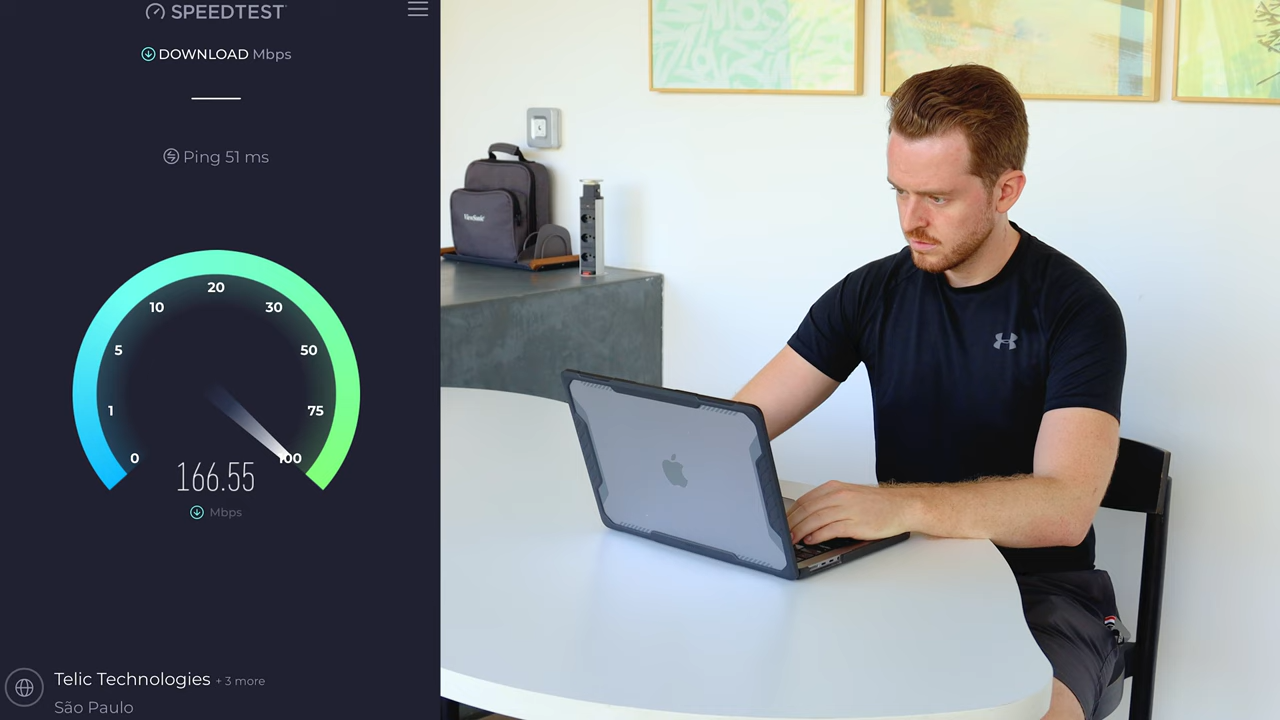 SPEEDTEST
DOWNLOAD Mbps
Ping 51 ms
20
10
30
5
50
1
75
0
100
166.55
Mbps
Telic Technologies + 3 more
São Paulo
ViewSonic